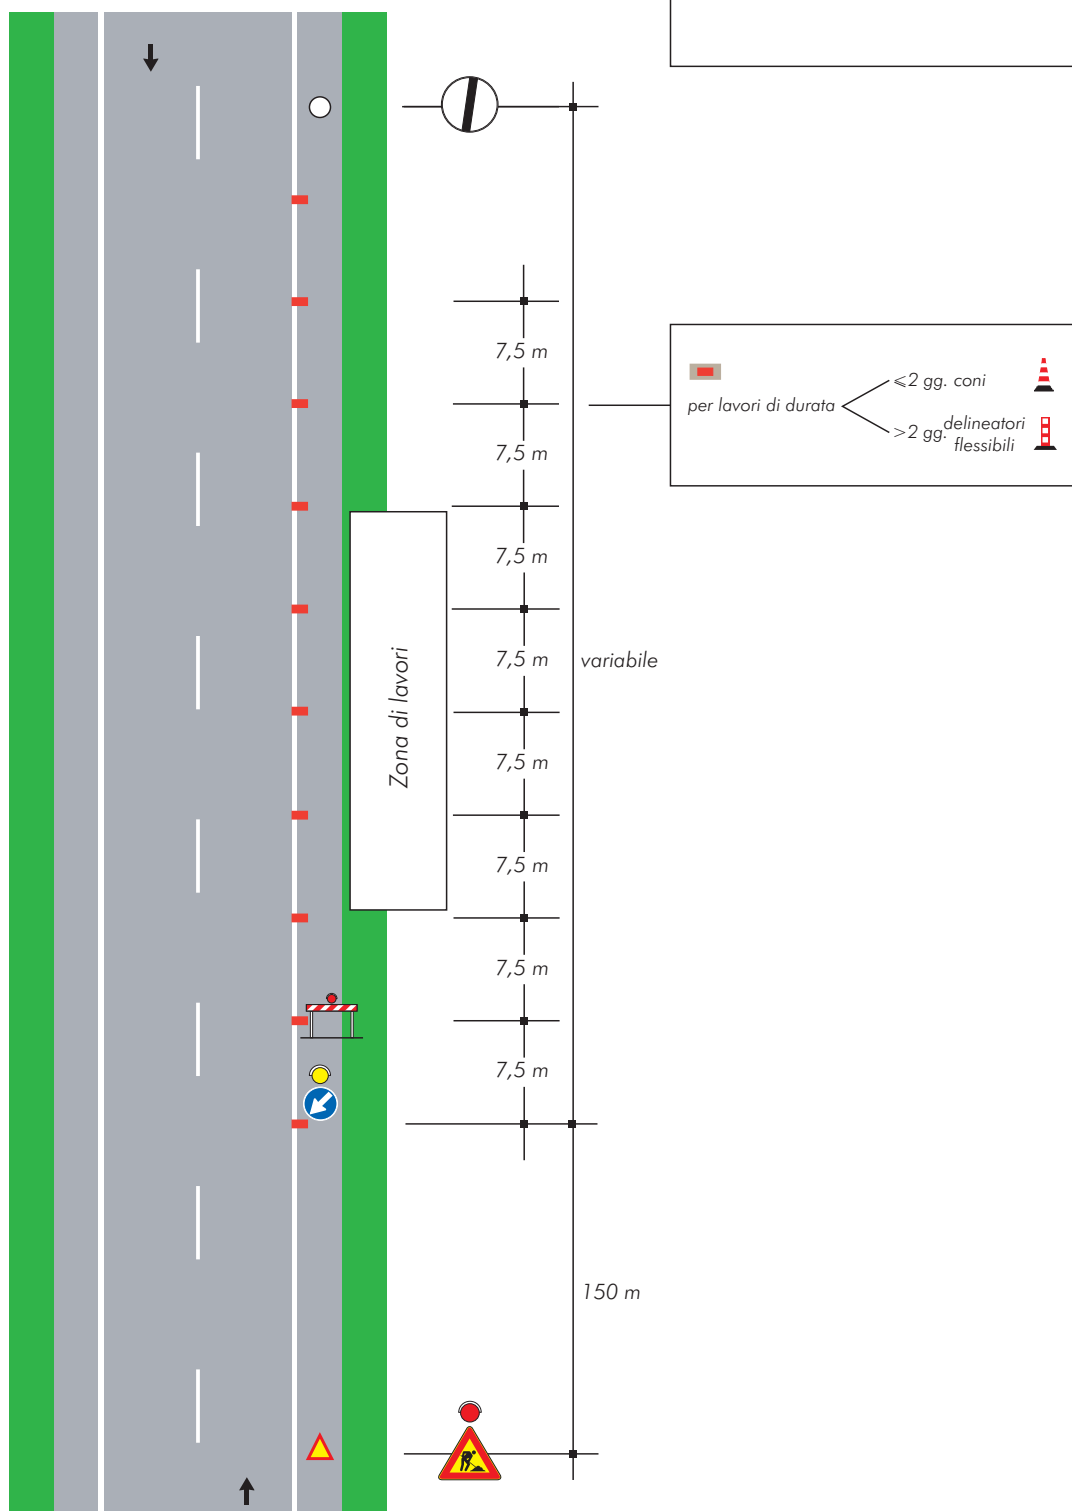 7,5 m
per lavori di durata
⩽2 gg. coni
>2 gg. delineatori
flessibili
7,5 m
7,5 m
7,5 m
variabile
Zona di lavori
7,5 m
7,5 m
7,5 m
7,5 m
150 m